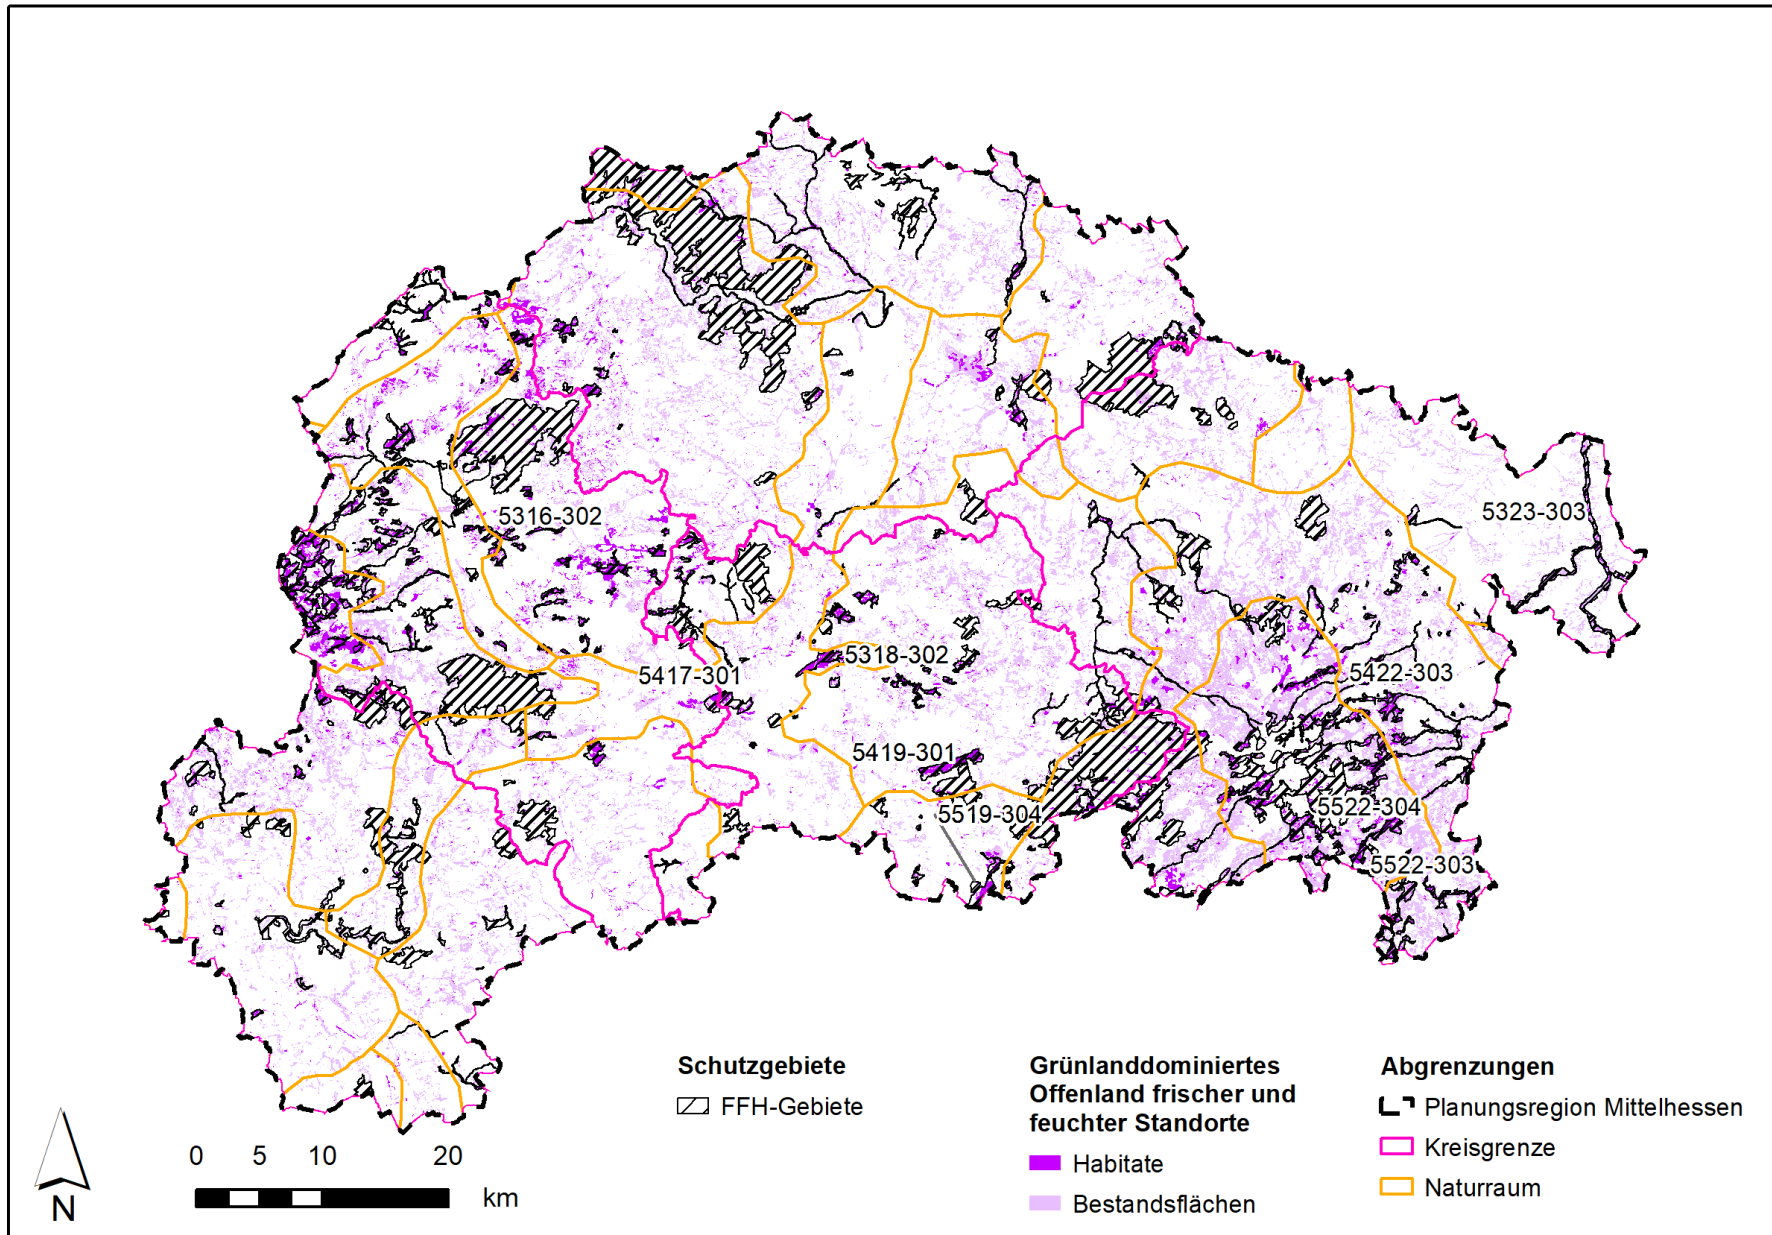 5316-302
5323-303
5318-302
5417-301
5422-303
5419-301
5522-304
5519-304
5522-303
Schutzgebiete
FFH-Gebiete
Grünlanddominiertes
Offenland frischer und
feuchter Standorte
Habitate
Bestandsflächen
Abgrenzungen
Planungsregion Mittelhessen
Kreisgrenze
Naturraum
0 5 10 20
km
N